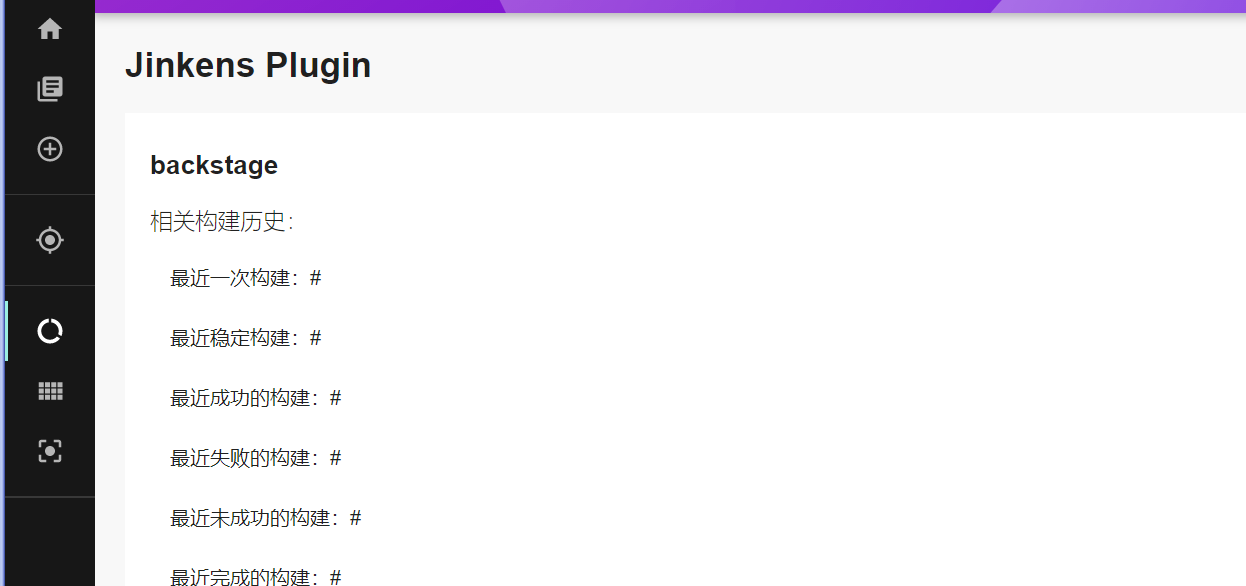 Jinkens Plugin
backstage
相关构建历史：
最近一次构建：#
最近稳定构建：#
最近成功的构建：#
最近失败的构建：#
最近未成功的构建：#
最近完成的构建：#